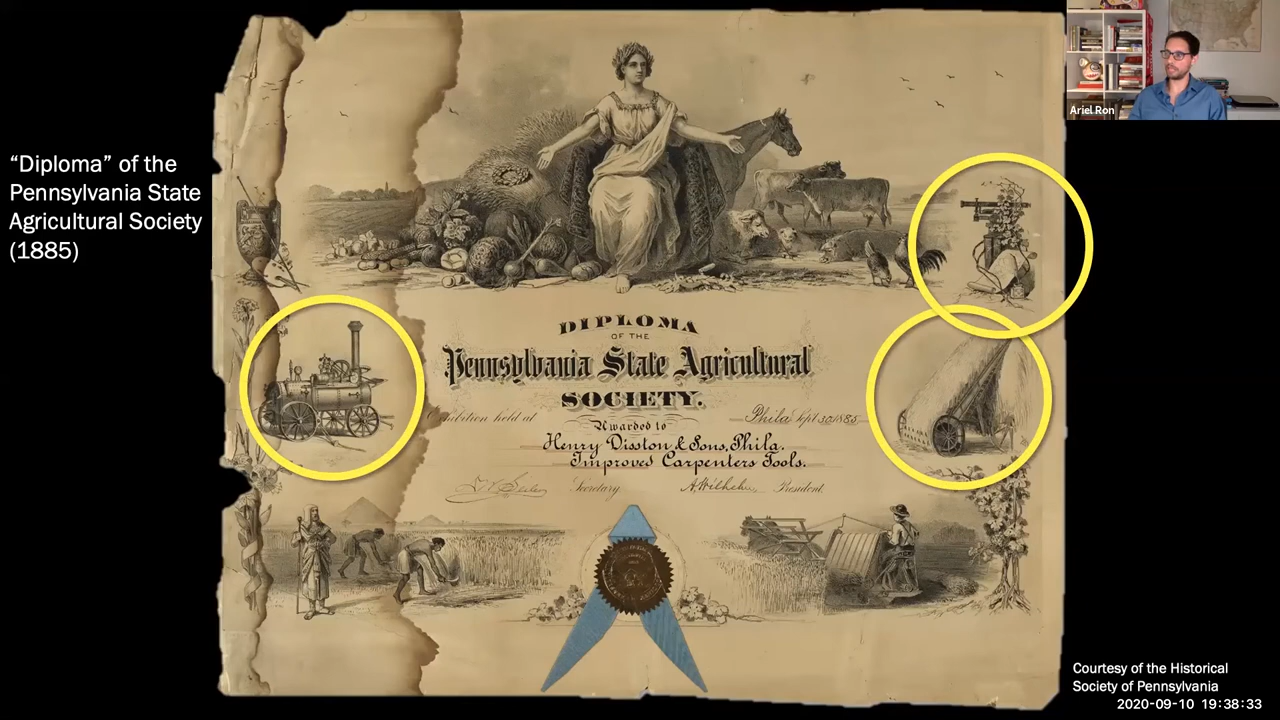 “Diploma” of the
Pennsylvania State
Agricultural Society
(1885)
Ariel Ron
DIPLOMA
OF THE
Pennsylvania State Agricultural
SOCIETY.
Exhibition held at Phila. Sept 30 1885
Awarded to
Henry Disston & Sons, Phila.
Improved Carpenters Tools.
Secretary. President.
Courtesy of the Historical
Society of Pennsylvania
2020-09-10 19:38:33